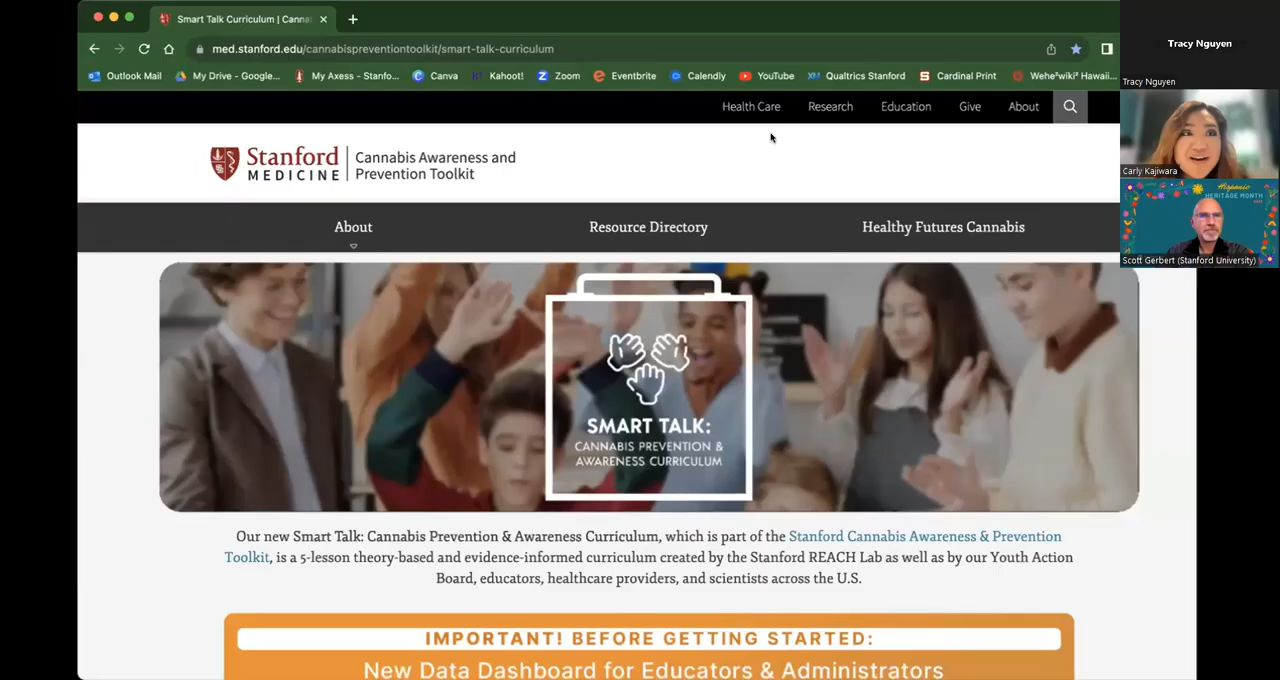 Smart Talk Curriculum | Canna
med.stanford.edu/cannabispreventiontoolkit/smart-talk-curriculum
Outlook Mail My Drive - Google... My Axess - Stanfo... Canva Kahoot! Zoom Eventbrite Calendly YouTube Qualtrics Stanford Cardinal Print Wehe²wiki² Hawaii...
Tracy Nguyen
Tracy Nguyen
Carly Kajiwara
Hispanic
HERITAGE MONTH
Scott Gerbert (Stanford University)
Health Care Research Education Give About
Stanford
MEDICINE
Cannabis Awareness and
Prevention Toolkit
About Resource Directory Healthy Futures Cannabis
SMART TALK:
CANNABIS PREVENTION &
AWARENESS CURRICULUM
Our new Smart Talk: Cannabis Prevention & Awareness Curriculum, which is part of the Stanford Cannabis Awareness & Prevention
Toolkit, is a 5-lesson theory-based and evidence-informed curriculum created by the Stanford REACH Lab as well as by our Youth Action
Board, educators, healthcare providers, and scientists across the U.S.
IMPORTANT! BEFORE GETTING STARTED:
New Data Dashboard for Educators & Administrators